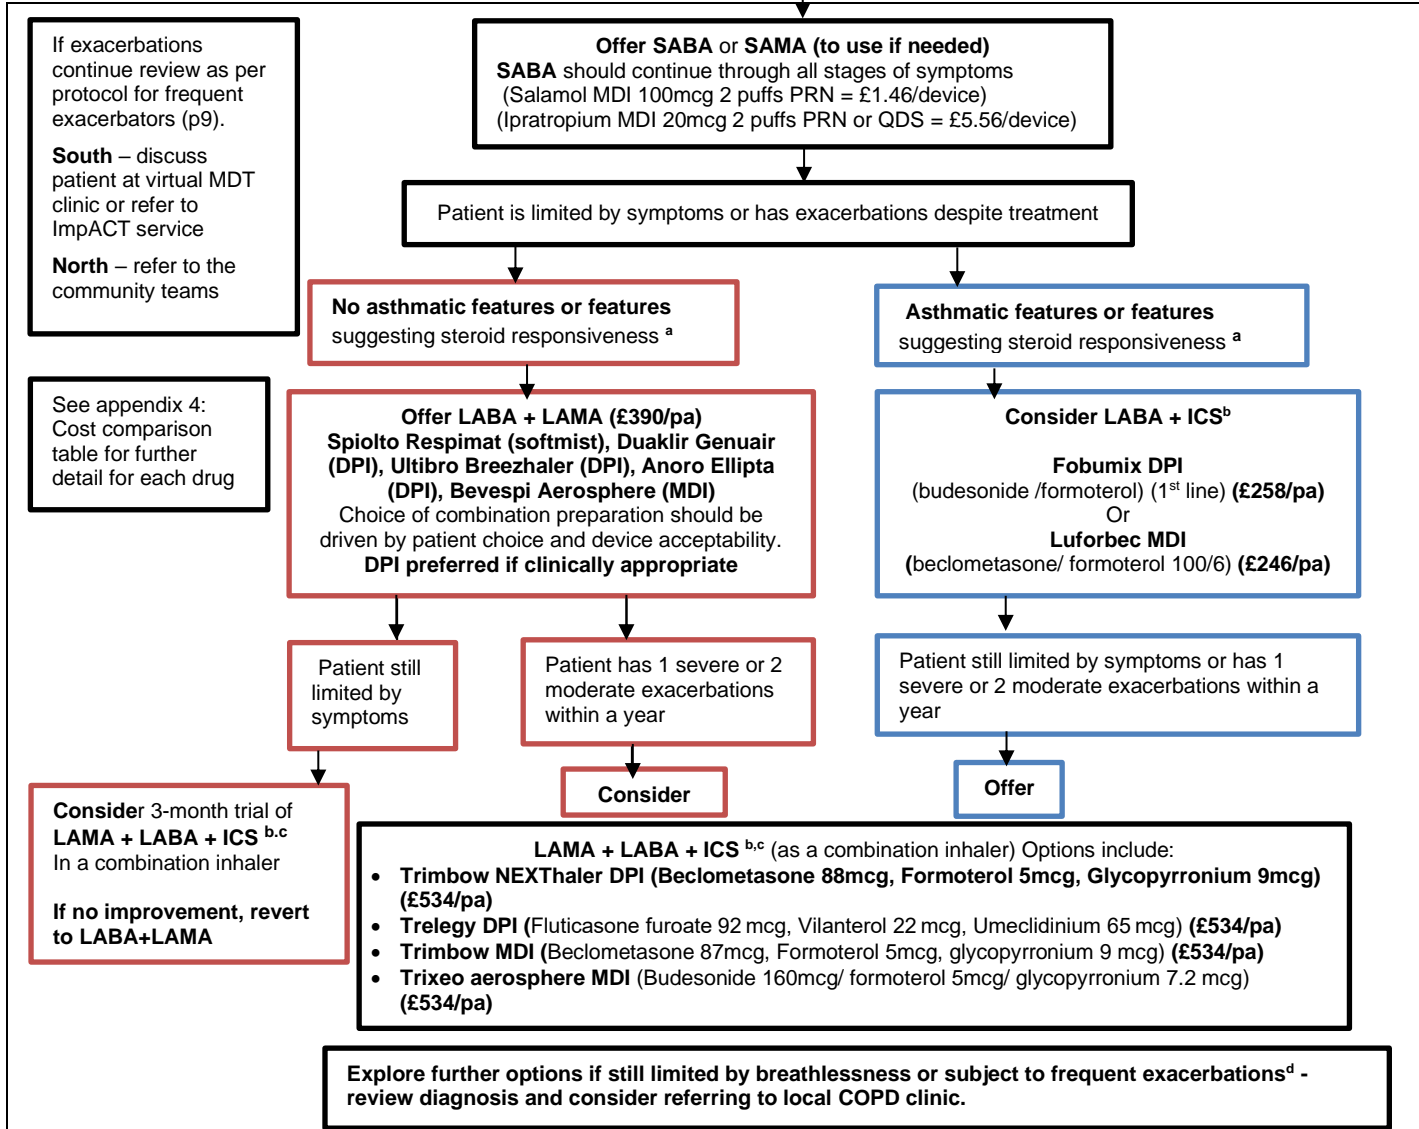 If exacerbations
continue review as per
protocol for frequent
exacerbators (p9).
South – discuss
patient at virtual MDT
clinic or refer to
ImpACT service
North – refer to the
community teams
Offer SABA or SAMA (to use if needed)
SABA should continue through all stages of symptoms
(Salamol MDI 100mcg 2 puffs PRN = £1.46/device)
(Ipratropium MDI 20mcg 2 puffs PRN or QDS = £5.56/device)
Patient is limited by symptoms or has exacerbations despite treatment
No asthmatic features or features
suggesting steroid responsiveness a
Asthmatic features or features
suggesting steroid responsiveness a
See appendix 4:
Cost comparison
table for further
detail for each drug
Offer LABA + LAMA (£390/pa)
Spiolto Respimat (softmist), Duaklir Genuair
(DPI), Ultibro Breezhaler (DPI), Anoro Ellipta
(DPI), Bevespi Aerosphere (MDI)
Choice of combination preparation should be
driven by patient choice and device acceptability.
DPI preferred if clinically appropriate
Consider LABA + ICSb
Fobumix DPI
(budesonide /formoterol) (1st line) (£258/pa)
Or
Luforbec MDI
(beclometasone/ formoterol 100/6) (£246/pa)
Patient still
limited by
symptoms
Patient has 1 severe or 2
moderate exacerbations
within a year
Patient still limited by symptoms or has 1
severe or 2 moderate exacerbations within a
year
Consider 3-month trial of
LAMA + LABA + ICS b.c
In a combination inhaler
If no improvement, revert
to LABA+LAMA
Consider
Offer
LAMA + LABA + ICS b,c (as a combination inhaler) Options include:
• Trimbow NEXThaler DPI (Beclometasone 88mcg, Formoterol 5mcg, Glycopyrronium 9mcg)
(£534/pa)
• Trelegy DPI (Fluticasone furoate 92 mcg, Vilanterol 22 mcg, Umeclidinium 65 mcg) (£534/pa)
• Trimbow MDI (Beclometasone 87mcg, Formoterol 5mcg, glycopyrronium 9 mcg) (£534/pa)
• Trixeo aerosphere MDI (Budesonide 160mcg/ formoterol 5mcg/ glycopyrronium 7.2 mcg)
(£534/pa)
Explore further options if still limited by breathlessness or subject to frequent exacerbationsd -
review diagnosis and consider referring to local COPD clinic.